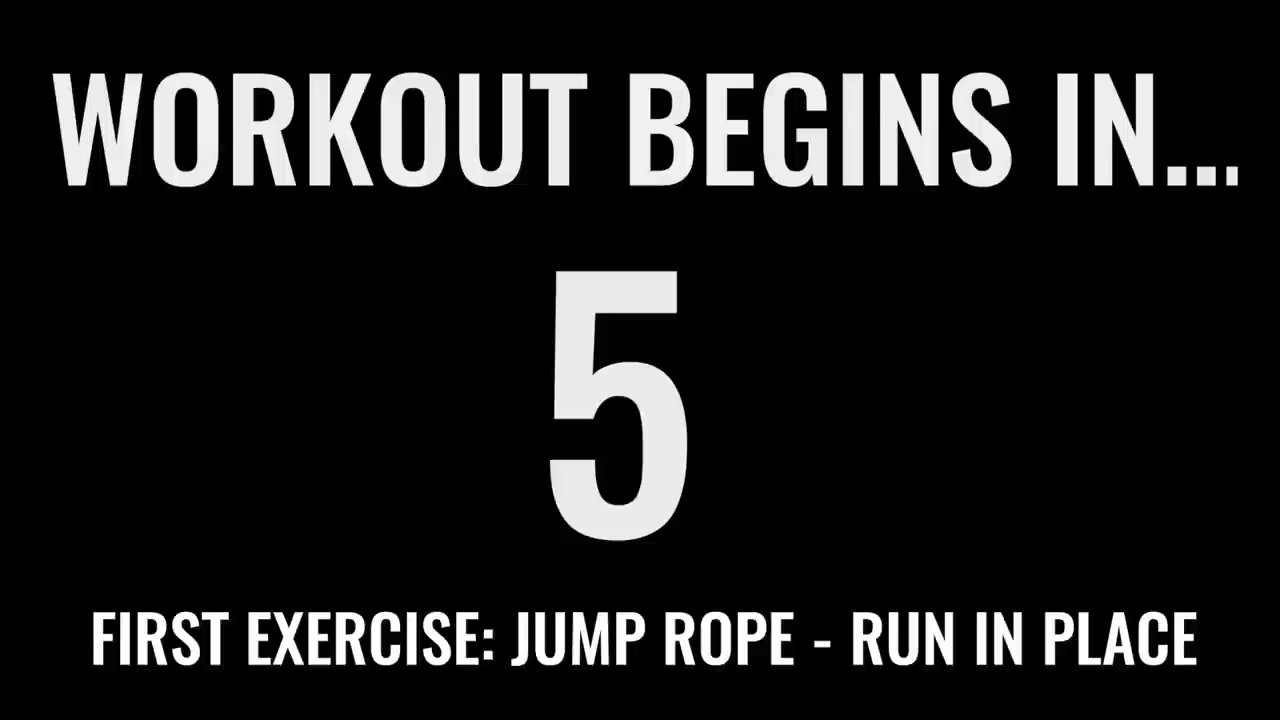 WORKOUT BEGINS IN...
5
FIRST EXERCISE: JUMP ROPE - RUN IN PLACE